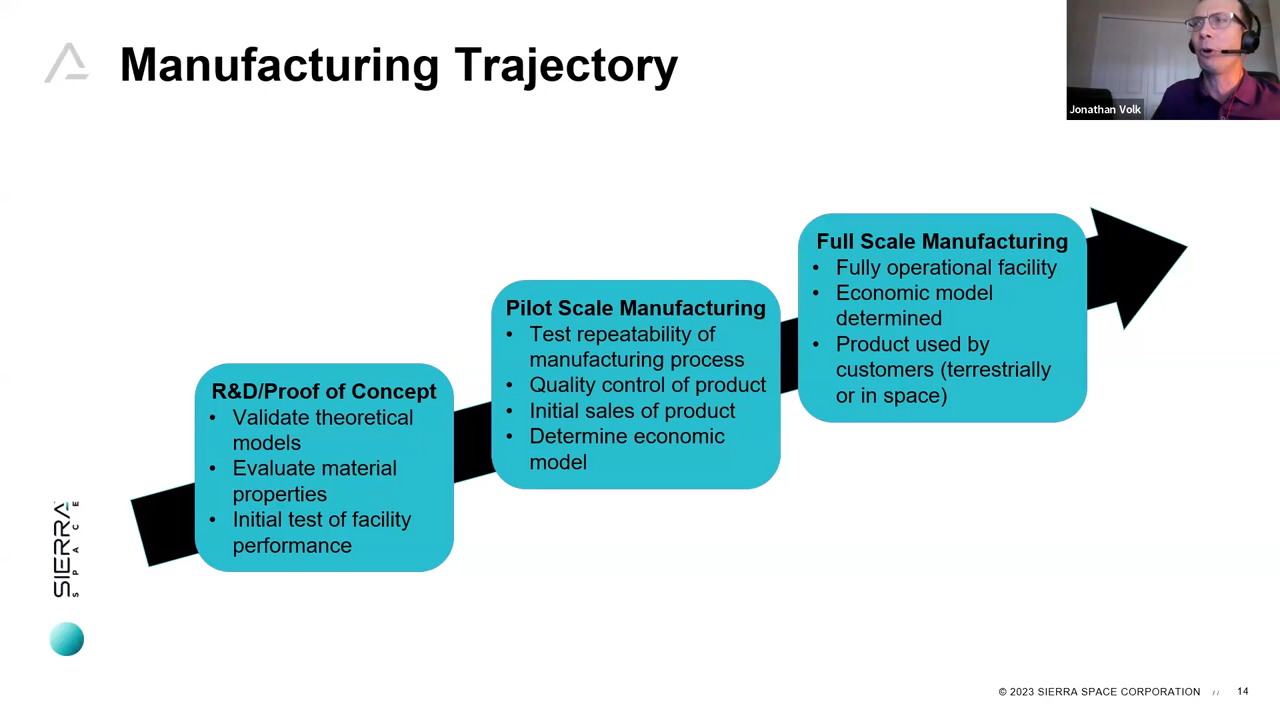 Manufacturing Trajectory
Jonathan Volk
Full Scale Manufacturing
• Fully operational facility
• Economic model
determined
• Product used by
customers (terrestrially
or in space)
Pilot Scale Manufacturing
• Test repeatability of
manufacturing process
• Quality control of product
• Initial sales of product
• Determine economic
model
R&D/Proof of Concept
• Validate theoretical
models
• Evaluate material
properties
• Initial test of facility
performance
SIERRA
SPACE
© 2023 SIERRA SPACE CORPORATION // 14